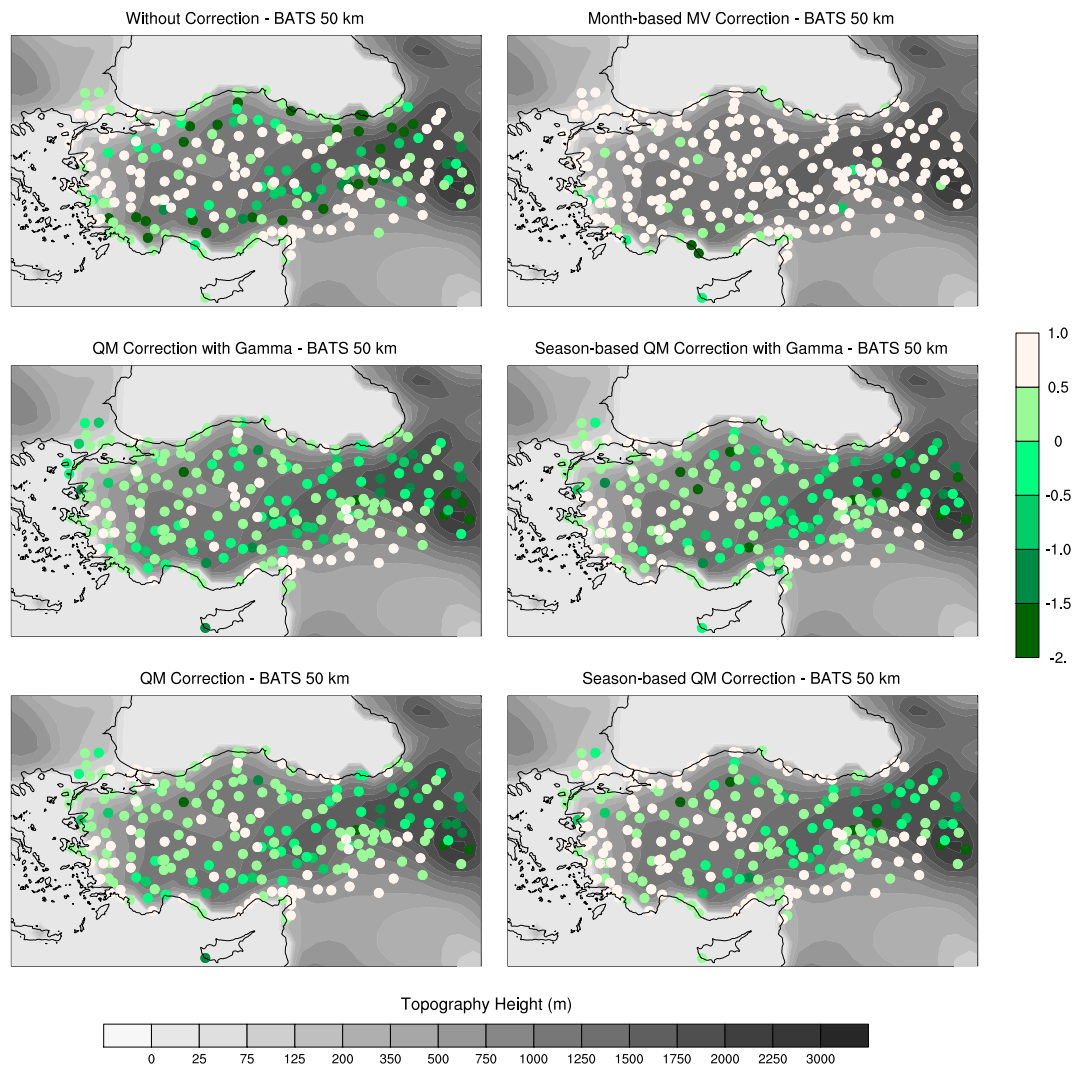 Without Correction - BATS 50 km
Month-based MV Correction - BATS 50 km
QM Correction with Gamma - BATS 50 km
Season-based QM Correction with Gamma - BATS 50 km
1.0
0.5
0
-0.5
-1.0
-1.5
-2.
QM Correction - BATS 50 km
Season-based QM Correction - BATS 50 km
Topography Height (m)
0 25 75 125 200 350 500 750 1000 1250 1500 1750 2000 2250 3000